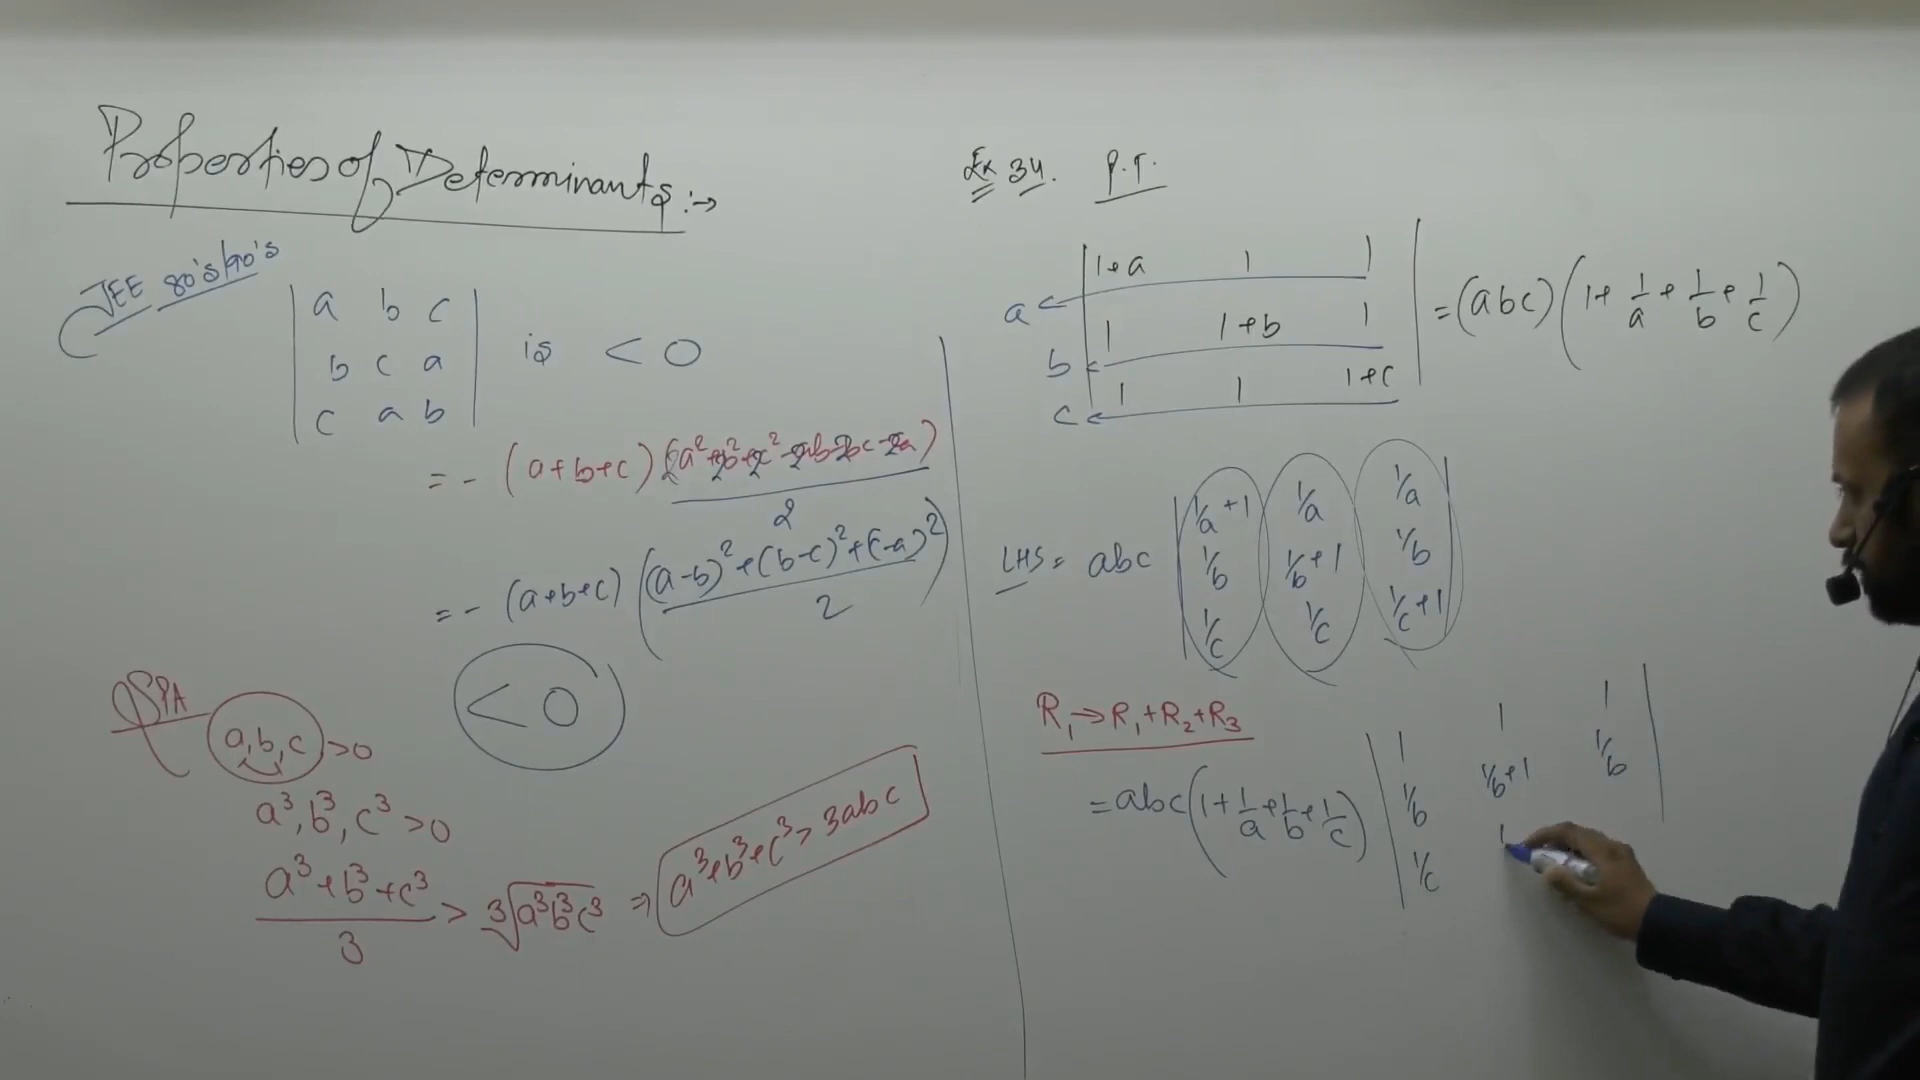 Properties of Determinants :→
JEE 80's/90's
| a b c |
| b c a | is < 0
| c a b |
= - (a+b+c) (2a²+2b²+2c²-2ab-2bc-2ca)
2
= - (a+b+c) ((a-b)²+(b-c)²+(c-a)²)
2
< 0
a,b,c >0
a³, b³, c³ >0
a³+b³+c³ > ∛a³b³c³ ⇒ a³+b³+c³ > 3abc
3
Ex 34. P.T.
| 1+a 1 1 |
a ← | 1 1+b 1 | = (abc) (1+ 1/a + 1/b + 1/c)
b ← | 1 1 1+c |
c ←
LHS = abc | 1/a+1 1/a 1/a |
| 1/b 1/b+1 1/b |
| 1/c 1/c 1/c+1 |
R₁ → R₁+R₂+R₃
= abc (1+ 1/a + 1/b + 1/c) | 1 1 1 |
| 1/b 1/b+1 1/b |
| 1/c 1